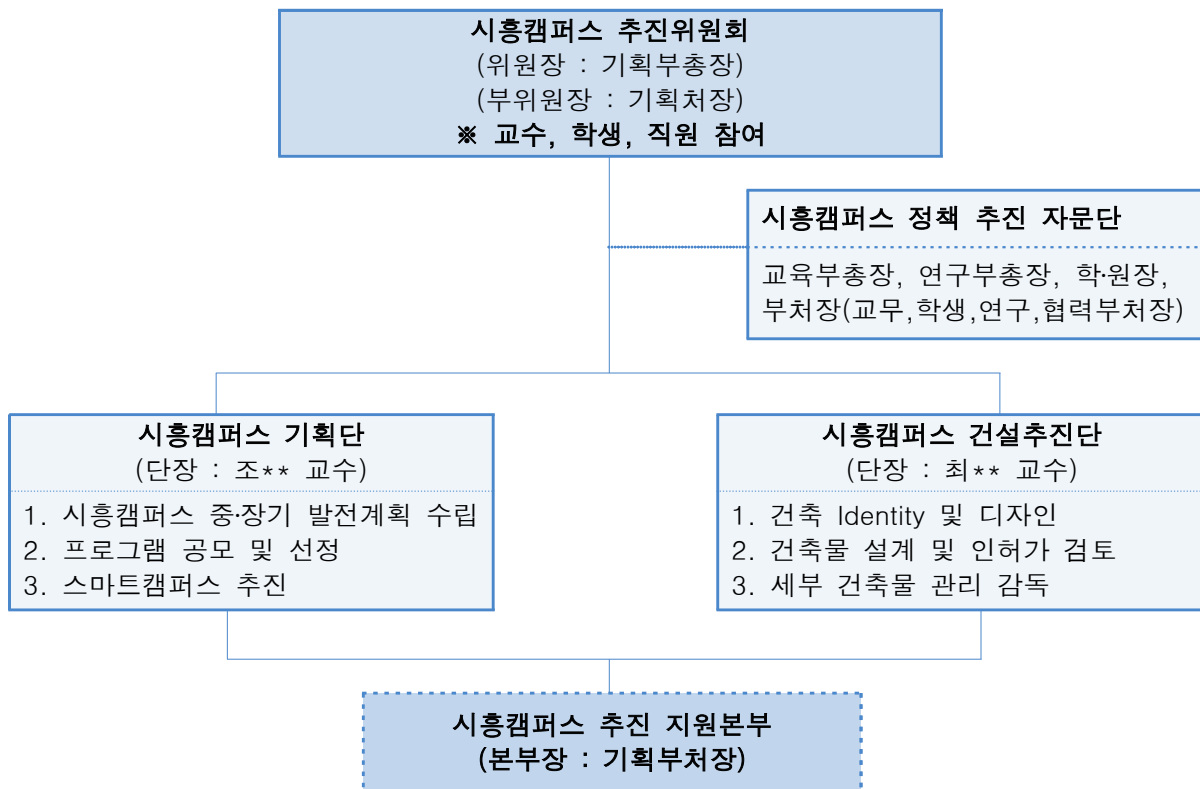 시흥캠퍼스 추진위원회
(위원장 : 기획부총장)
(부위원장 : 기획처장)
※ 교수, 학생, 직원 참여
시흥캠퍼스 정책 추진 자문단
교육부총장, 연구부총장, 학·원장,
부처장(교무,학생,연구,협력부처장)
시흥캠퍼스 기획단
(단장 : 조** 교수)
1. 시흥캠퍼스 중·장기 발전계획 수립
2. 프로그램 공모 및 선정
3. 스마트캠퍼스 추진
시흥캠퍼스 건설추진단
(단장 : 최** 교수)
1. 건축 Identity 및 디자인
2. 건축물 설계 및 인허가 검토
3. 세부 건축물 관리 감독
시흥캠퍼스 추진 지원본부
(본부장 : 기획부처장)